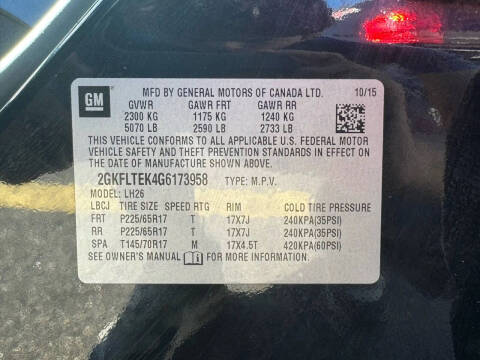 GM
MFD BY GENERAL MOTORS OF CANADA LTD. 10/15
GVWR GAWR FRT GAWR RR
2300 KG 1175 KG 1240 KG
5070 LB 2590 LB 2733 LB
THIS VEHICLE CONFORMS TO ALL APPLICABLE U.S. FEDERAL MOTOR
VEHICLE SAFETY AND THEFT PREVENTION STANDARDS IN EFFECT ON
THE DATE OF MANUFACTURE SHOWN ABOVE.
2GKFLTEK4G6173958 TYPE: M.P.V.
MODEL: LH26
LBCJ TIRE SIZE SPEED RTG RIM COLD TIRE PRESSURE
FRT P225/65R17 T 17X7J 240KPA(35PSI)
RR P225/65R17 T 17X7J 240KPA(35PSI)
SPA T145/70R17 M 17X4.5T 420KPA(60PSI)
SEE OWNER'S MANUAL FOR MORE INFORMATION